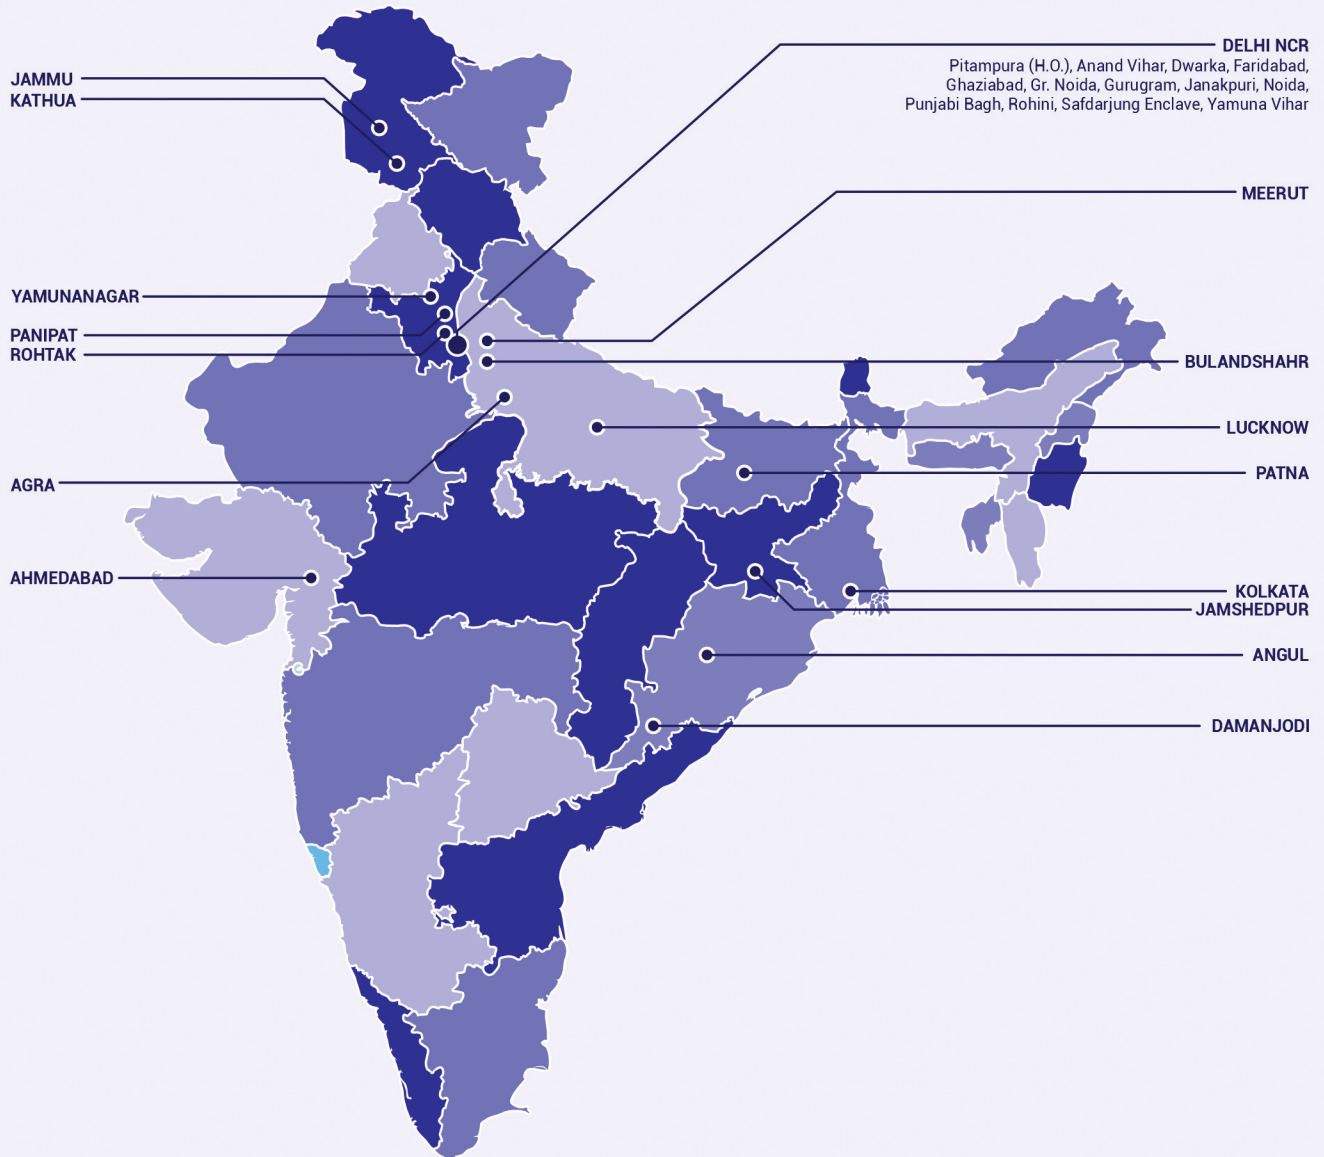 JAMMU
KATHUA
YAMUNANAGAR
PANIPAT
ROHTAK
AGRA
AHMEDABAD
DELHI NCR
Pitampura (H.O.), Anand Vihar, Dwarka, Faridabad,
Ghaziabad, Gr. Noida, Gurugram, Janakpuri, Noida,
Punjabi Bagh, Rohini, Safdarjung Enclave, Yamuna Vihar
MEERUT
BULANDSHAHR
LUCKNOW
PATNA
KOLKATA
JAMSHEDPUR
ANGUL
DAMANJODI